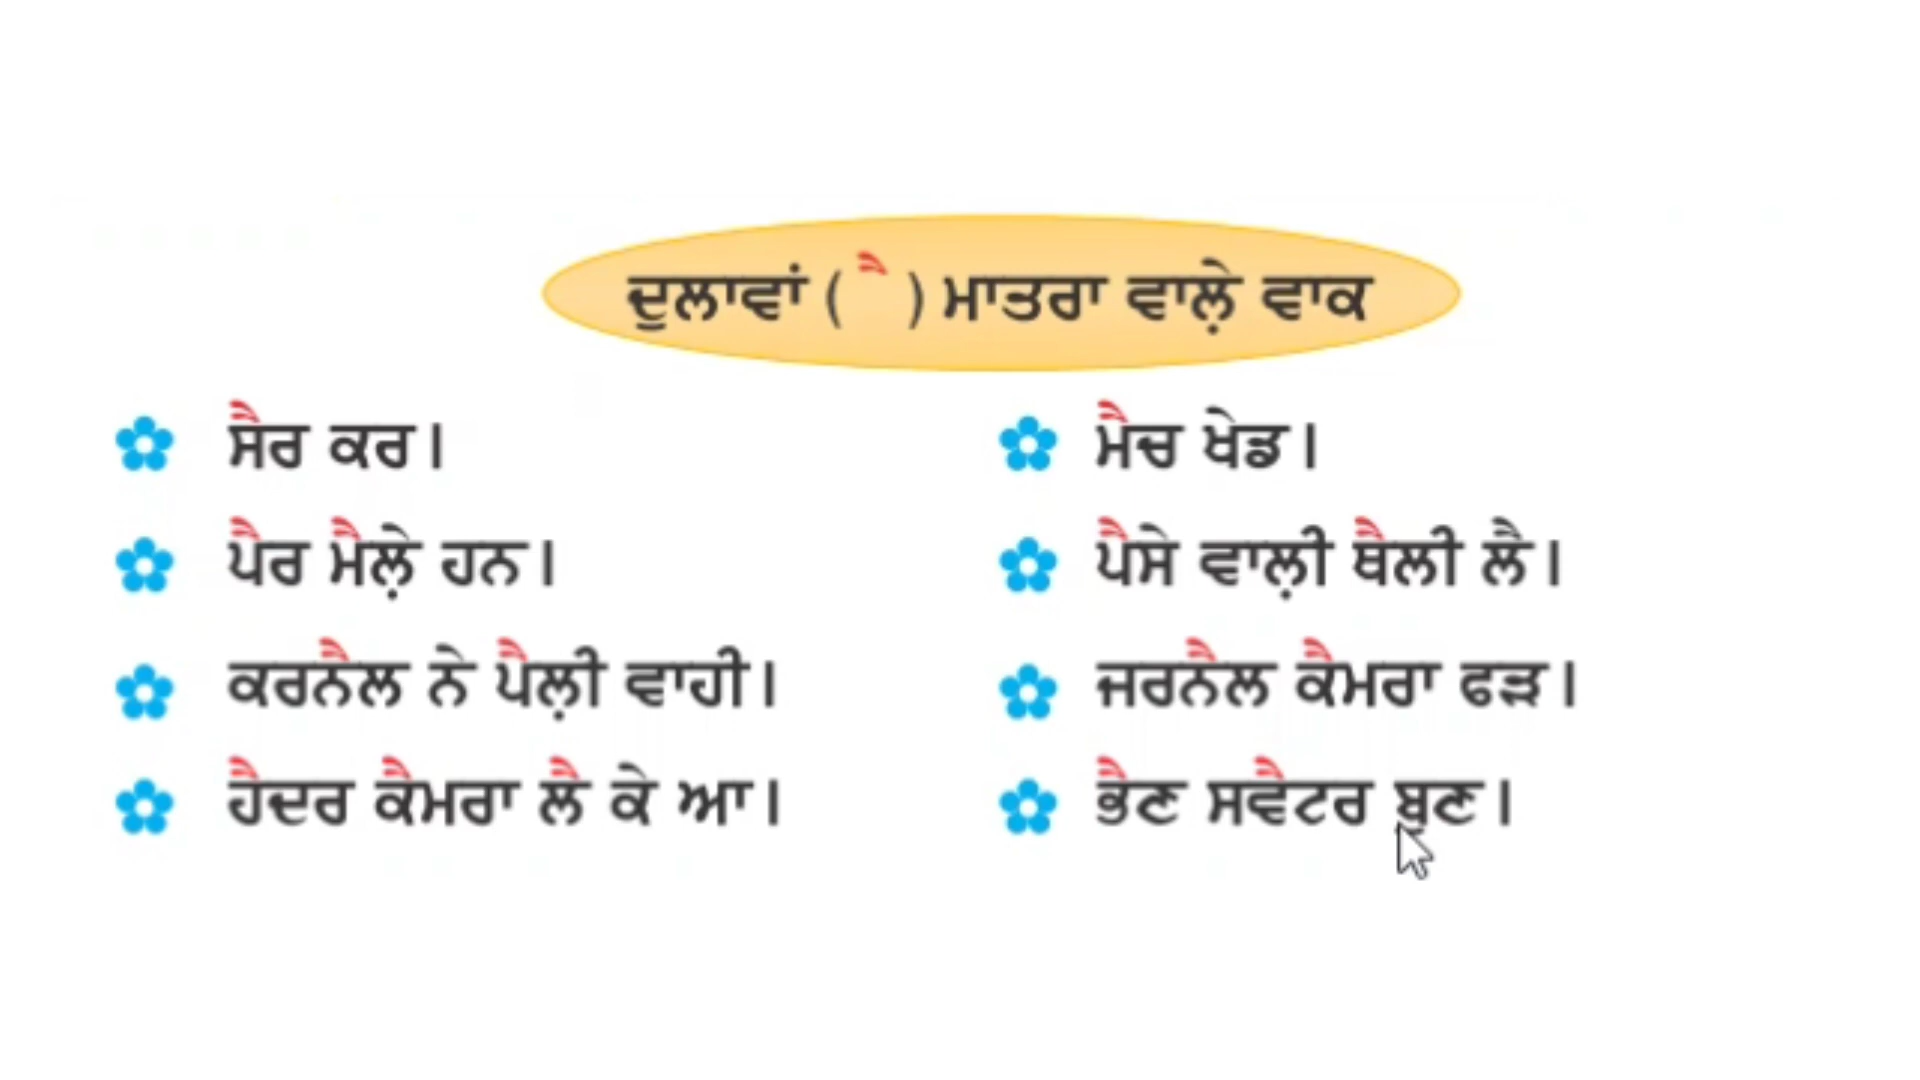 ਦੁਲਾਵਾਂ ( ੈ ) ਮਾਤਰਾ ਵਾਲ਼ੇ ਵਾਕ
ਸੈਰ ਕਰ।
ਪੈਰ ਮੈਲ਼ੇ ਹਨ।
ਕਰਨੈਲ ਨੇ ਪੈਲ਼ੀ ਵਾਹੀ।
ਹੈਦਰ ਕੈਮਰਾ ਲੈ ਕੇ ਆ।
ਮੈਚ ਖੇਡ।
ਪੈਸੇ ਵਾਲ਼ੀ ਥੈਲੀ ਲੈ।
ਜਰਨੈਲ ਕੈਮਰਾ ਫੜ।
ਭੈਣ ਸਵੈਟਰ ਬੁਣ।